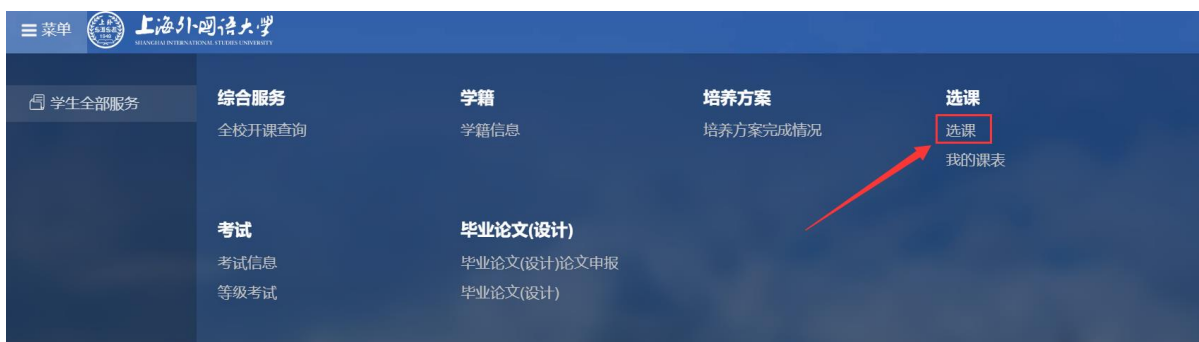 菜单
上海外国语大学
SHANGHAI INTERNATIONAL STUDIES UNIVERSITY
学生全部服务
综合服务
全校开课查询
学籍
学籍信息
培养方案
培养方案完成情况
选课
选课
我的课表
考试
考试信息
等级考试
毕业论文(设计)
毕业论文(设计)论文申报
毕业论文(设计)